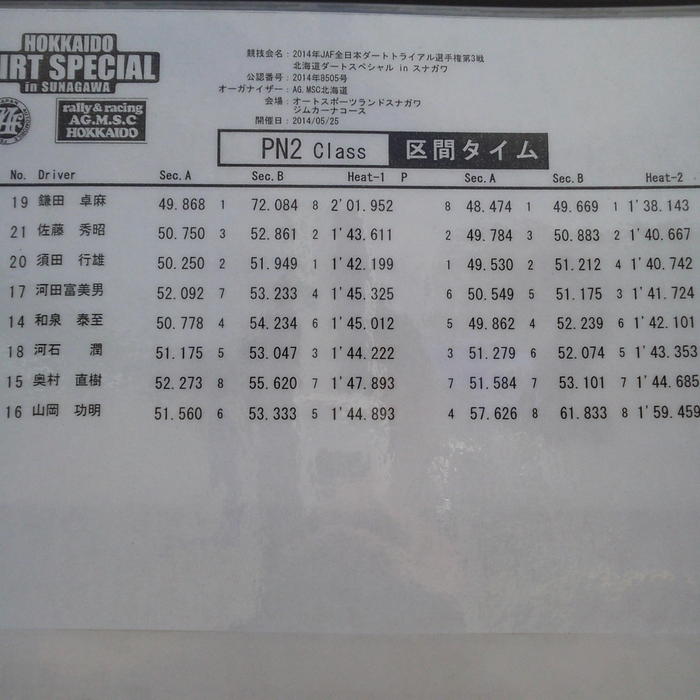 HOKKAIDO
IRT SPECIAL
in SUNAGAWA
rally & racing
AG.M.S.C
HOKKAIDO
競技会名：2014年JAF全日本ダートトライアル選手権第3戦
北海道ダートスペシャル in スナガワ
公認番号：2014年8505号
オーガナイザー：AG.MSC北海道
会場：オートスポーツランドスナガワ
ジムカーナコース
開催日：2014/05/25
PN2 Class 区間タイム
No. Driver Sec.A Sec.B Heat-1 P Sec.A Sec.B Heat-2
19 鎌田 卓麻 49.868 1 72.084 8 2'01.952 8 48.474 1 49.669 1 1'38.143
21 佐藤 秀昭 50.750 3 52.861 2 1'43.611 2 49.784 3 50.883 2 1'40.667
20 須田 行雄 50.250 2 51.949 1 1'42.199 1 49.530 2 51.212 4 1'40.742
17 河田富美男 52.092 7 53.233 4 1'45.325 6 50.549 5 51.175 3 1'41.724
14 和泉 泰至 50.778 4 54.234 6 1'45.012 5 49.862 4 52.239 6 1'42.101
18 河石 潤 51.175 5 53.047 3 1'44.222 3 51.279 6 52.074 5 1'43.353
15 奥村 直樹 52.273 8 55.620 7 1'47.893 7 51.584 7 53.101 7 1'44.685
16 山岡 功明 51.560 6 53.333 5 1'44.893 4 57.626 8 61.833 8 1'59.459